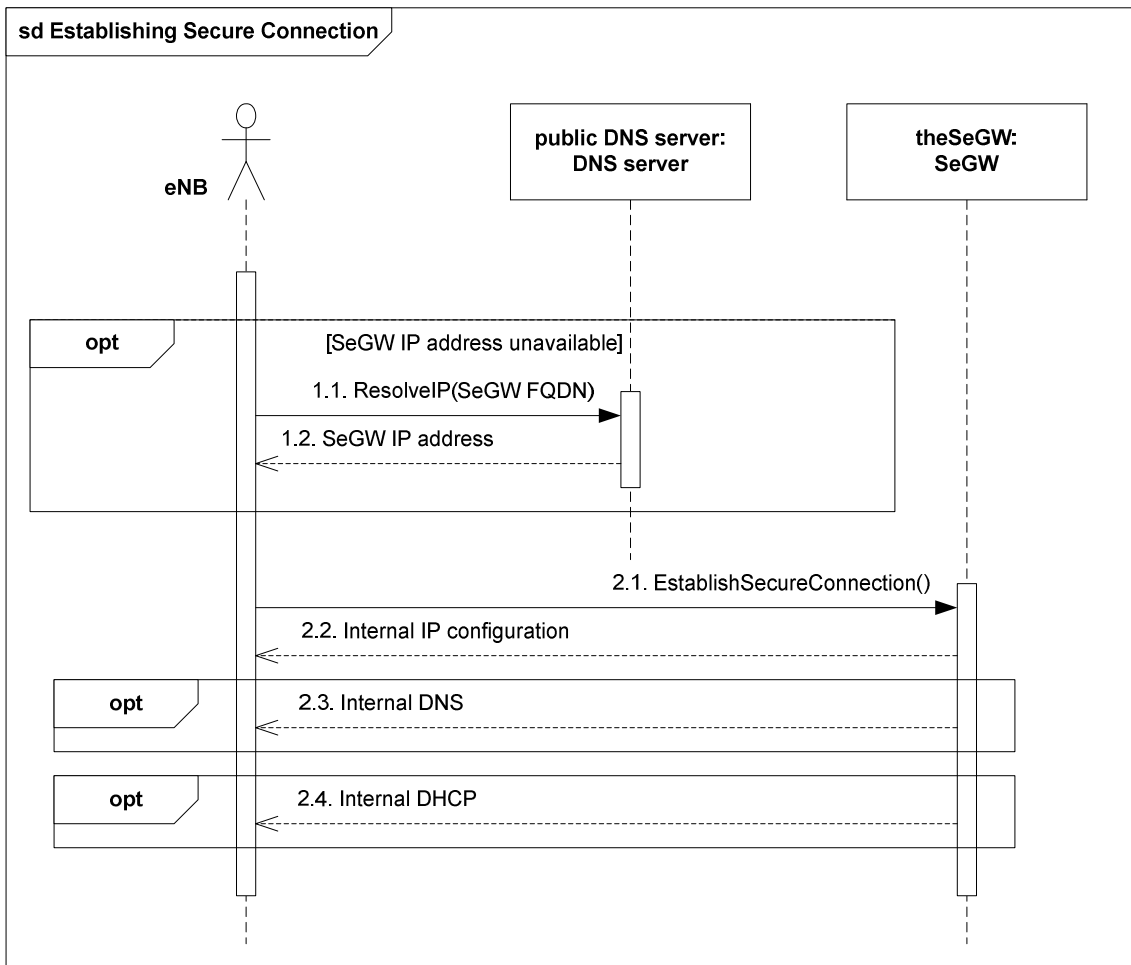 sd Establishing Secure Connection
eNB
public DNS server:
DNS server
theSeGW:
SeGW
opt
[SeGW IP address unavailable]
1.1. ResolveIP(SeGW FQDN)
1.2. SeGW IP address
2.1. EstablishSecureConnection()
2.2. Internal IP configuration
opt
2.3. Internal DNS
opt
2.4. Internal DHCP